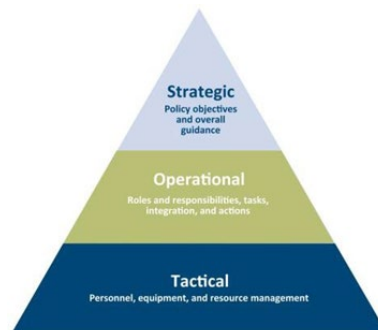 Strategic
Policy objectives
and overall
guidance
Operational
Roles and responsibilities, tasks,
integration, and actions
Tactical
Personnel, equipment, and resource management